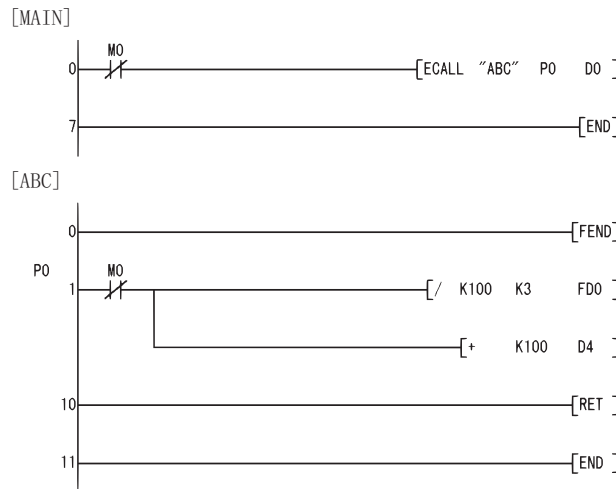 [MAIN]
M0
0 [ECALL "ABC" P0 D0 ]
7 [END]
[ABC]
0 [FEND]
P0 M0
1 [/ K100 K3 FD0 ]
[+ K100 D4 ]
10 [RET ]
11 [END ]